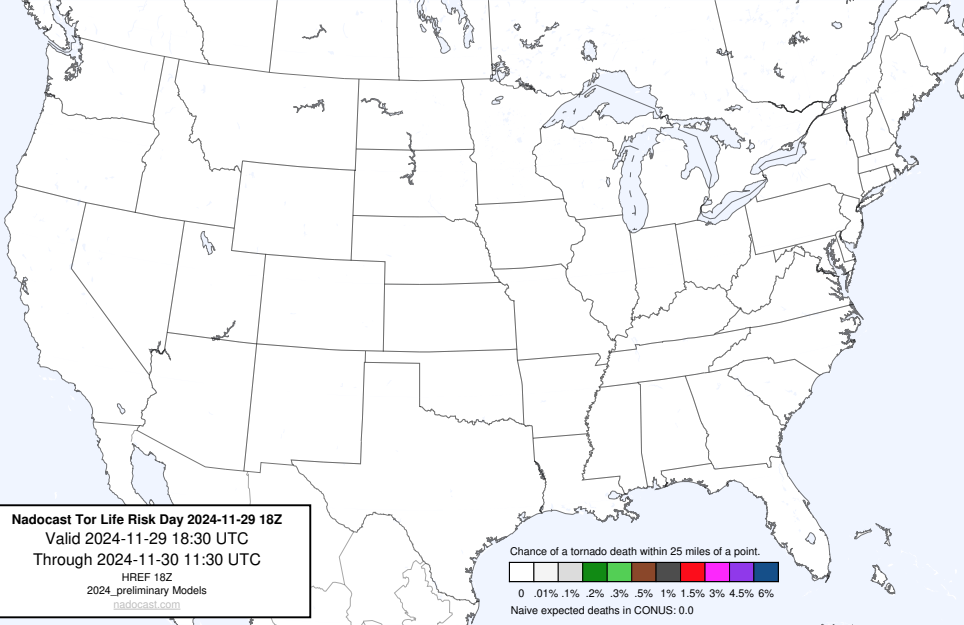 Nadocast Tor Life Risk Day 2024-11-29 18Z
Valid 2024-11-29 18:30 UTC
Through 2024-11-30 11:30 UTC
HREF 18Z
2024_preliminary Models
nadocast.com
Chance of a tornado death within 25 miles of a point.
0 .01% .1% .2% .3% .5% 1% 1.5% 3% 4.5% 6%
Naive expected deaths in CONUS: 0.0